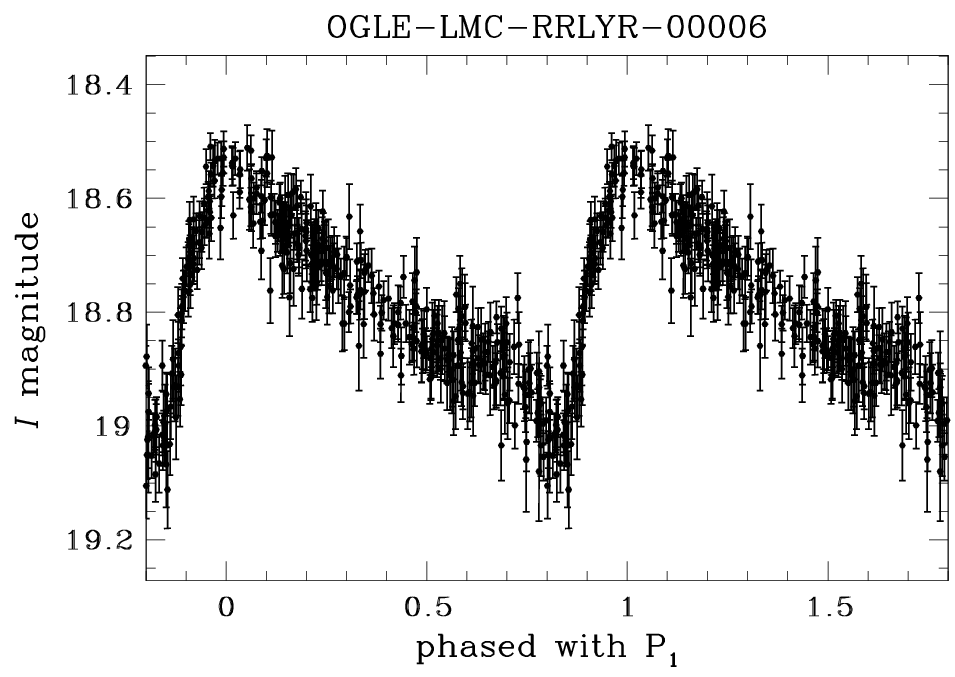 OGLE-LMC-RRLYR-00006
18.4
18.6
18.8
19
19.2
I magnitude
0 0.5 1 1.5
phased with P1